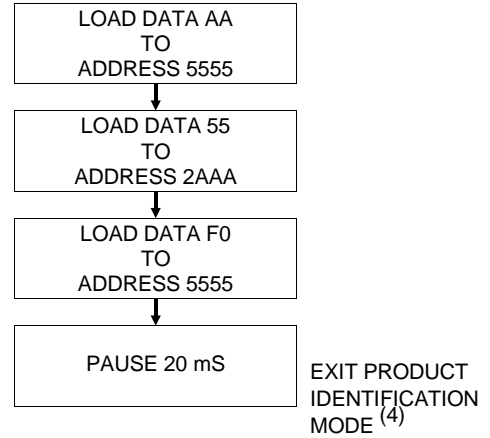 LOAD DATA AA
TO
ADDRESS 5555
LOAD DATA 55
TO
ADDRESS 2AAA
LOAD DATA F0
TO
ADDRESS 5555
PAUSE 20 mS
EXIT PRODUCT
IDENTIFICATION
MODE (4)